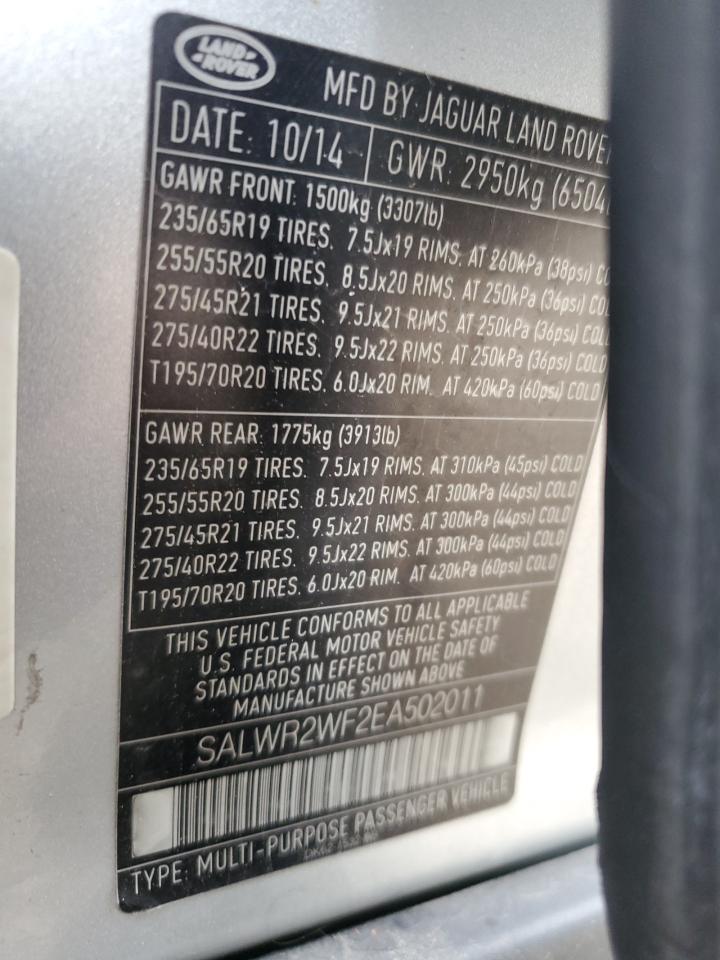 LAND ROVER
MFD BY JAGUAR LAND ROVE
DATE: 10/14 GWR: 2950kg (6504
GAWR FRONT: 1500kg (3307lb)
235/65R19 TIRES. 7.5Jx19 RIMS. AT 260kPa (38psi) CO
255/55R20 TIRES. 8.5Jx20 RIMS. AT 250kPa (36psi) CO
275/45R21 TIRES. 9.5Jx21 RIMS. AT 250kPa (36psi) COL
275/40R22 TIRES. 9.5Jx22 RIMS. AT 250kPa (36psi) COLD
T195/70R20 TIRES. 6.0Jx20 RIM. AT 420kPa (60psi) COLD
GAWR REAR: 1775kg (3913lb)
235/65R19 TIRES. 7.5Jx19 RIMS. AT 310kPa (45psi) COLD
255/55R20 TIRES. 8.5Jx20 RIMS. AT 300kPa (44psi) COLD
275/45R21 TIRES. 9.5Jx21 RIMS. AT 300kPa (44psi) COLD
275/40R22 TIRES. 9.5Jx22 RIMS. AT 300kPa (44psi) COLD
T195/70R20 TIRES. 6.0Jx20 RIM. AT 420kPa (60psi) COLD
THIS VEHICLE CONFORMS TO ALL APPLICABLE
U.S. FEDERAL MOTOR VEHICLE SAFETY
STANDARDS IN EFFECT ON THE DATE OF
MANUFACTURE SHOWN ABOVE
SALWR2WF2EA502011
TYPE: MULTI-PURPOSE PASSENGER VEHICLE